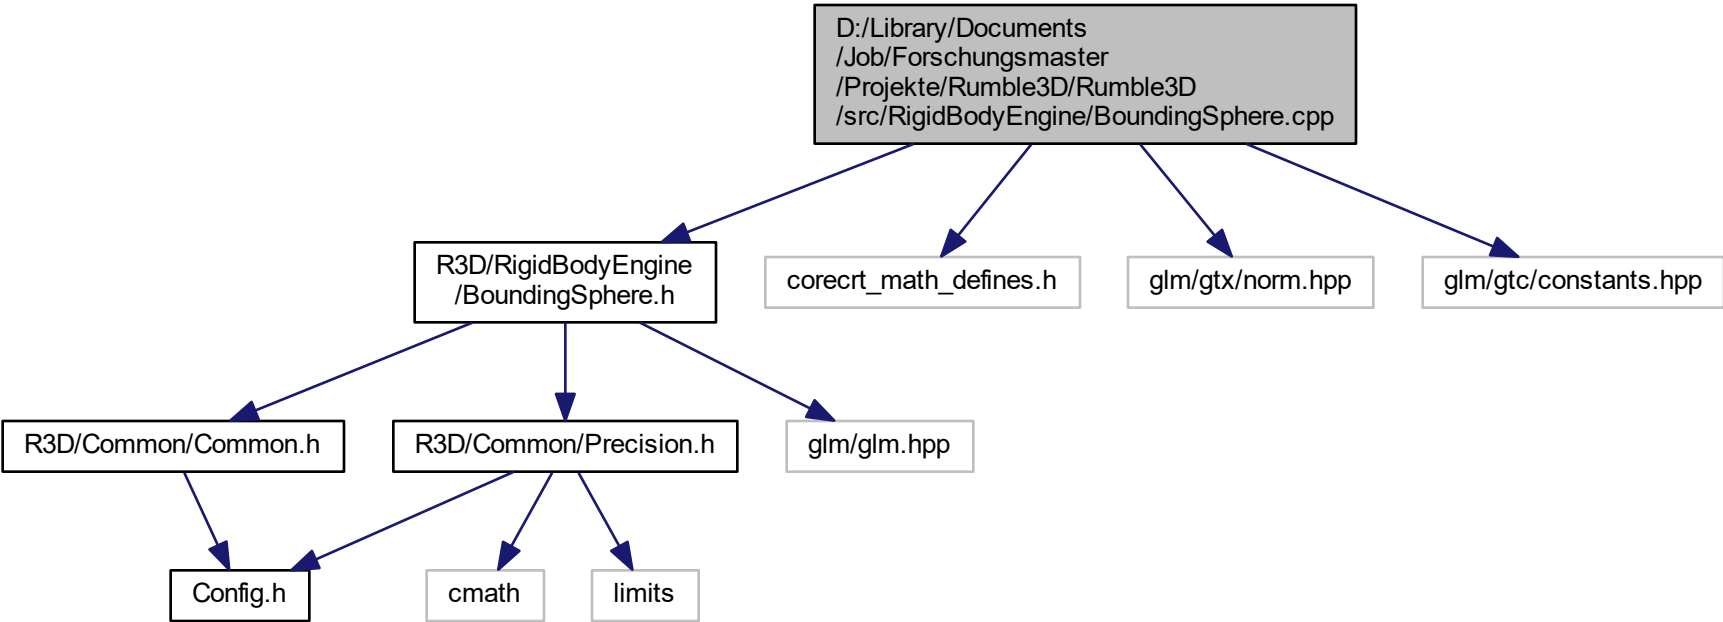 D:/Library/Documents
/Job/Forschungsmaster
/Projekte/Rumble3D/Rumble3D
/src/RigidBodyEngine/BoundingSphere.cpp
R3D/RigidBodyEngine
/BoundingSphere.h
corecrt_math_defines.h
glm/gtx/norm.hpp
glm/gtc/constants.hpp
R3D/Common/Common.h
R3D/Common/Precision.h
glm/glm.hpp
Config.h
cmath
limits